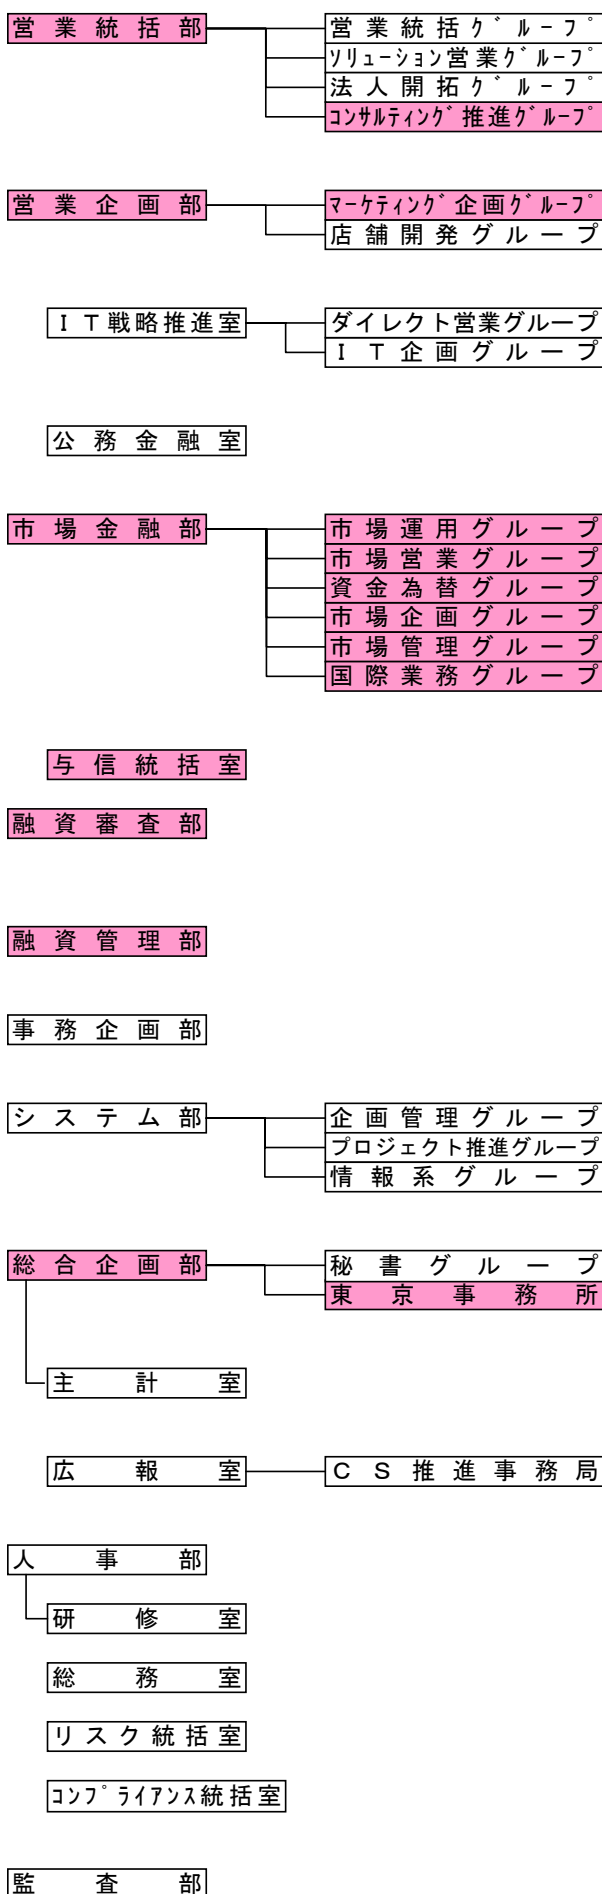 営業統括部 営業統括ｸﾞﾙｰﾌﾟ
ｿﾘｭｰｼｮﾝ営業ｸﾞﾙｰﾌﾟ
法人開拓ｸﾞﾙｰﾌﾟ
ｺﾝｻﾙﾃｨﾝｸﾞ推進ｸﾞﾙｰﾌﾟ
営業企画部 ﾏｰｹﾃｨﾝｸﾞ企画ｸﾞﾙｰﾌﾟ
店舗開発グループ
ＩＴ戦略推進室 ダイレクト営業グループ
ＩＴ企画グループ
公務金融室
市場金融部 市場運用グループ
市場営業グループ
資金為替グループ
市場企画グループ
市場管理グループ
国際業務グループ
与信統括室
融資審査部
融資管理部
事務企画部
システム部 企画管理グループ
プロジェクト推進グループ
情報系グループ
総合企画部 秘書グループ
東京事務所
主計室
広報室 ＣＳ推進事務局
人事部
研修室
総務室
リスク統括室
ｺﾝﾌﾟﾗｲｱﾝｽ統括室
監査部